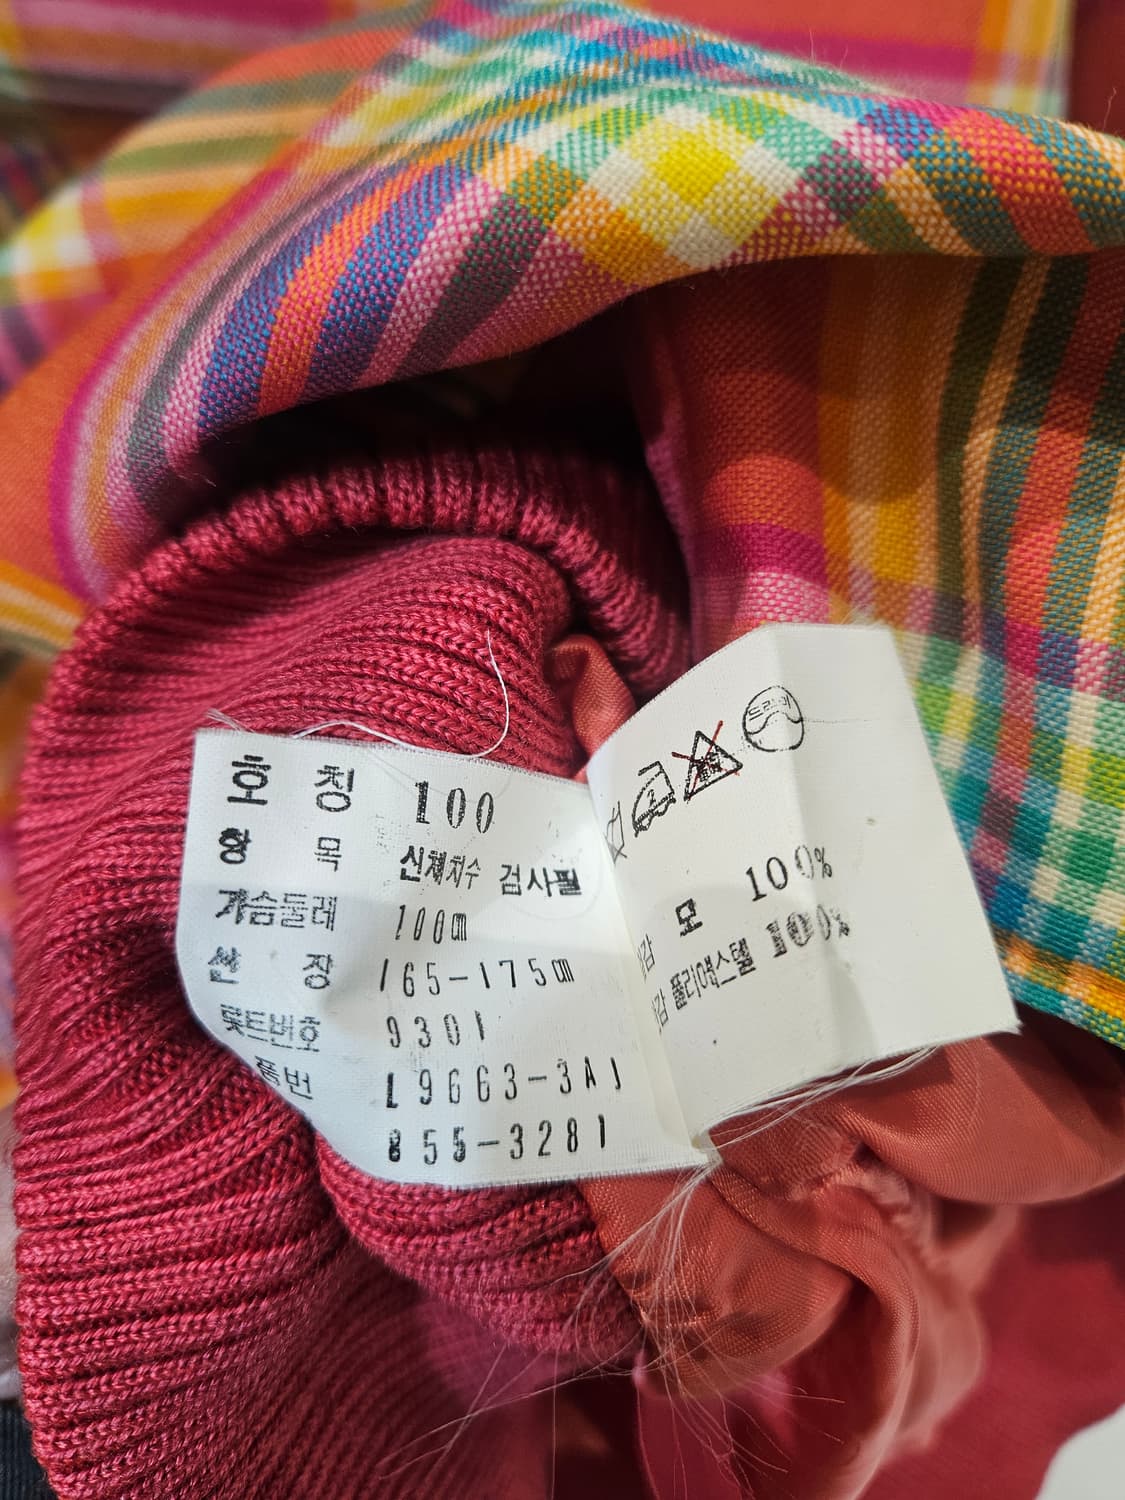 호 칭 100
항 목 신체치수 검사필
가슴둘레 100㎝
신 장 165-175㎝
롯트번호 9301
품번 L9663-3AJ
855-3281
드라이
2
모 100%
감 폴리에스텔 100%